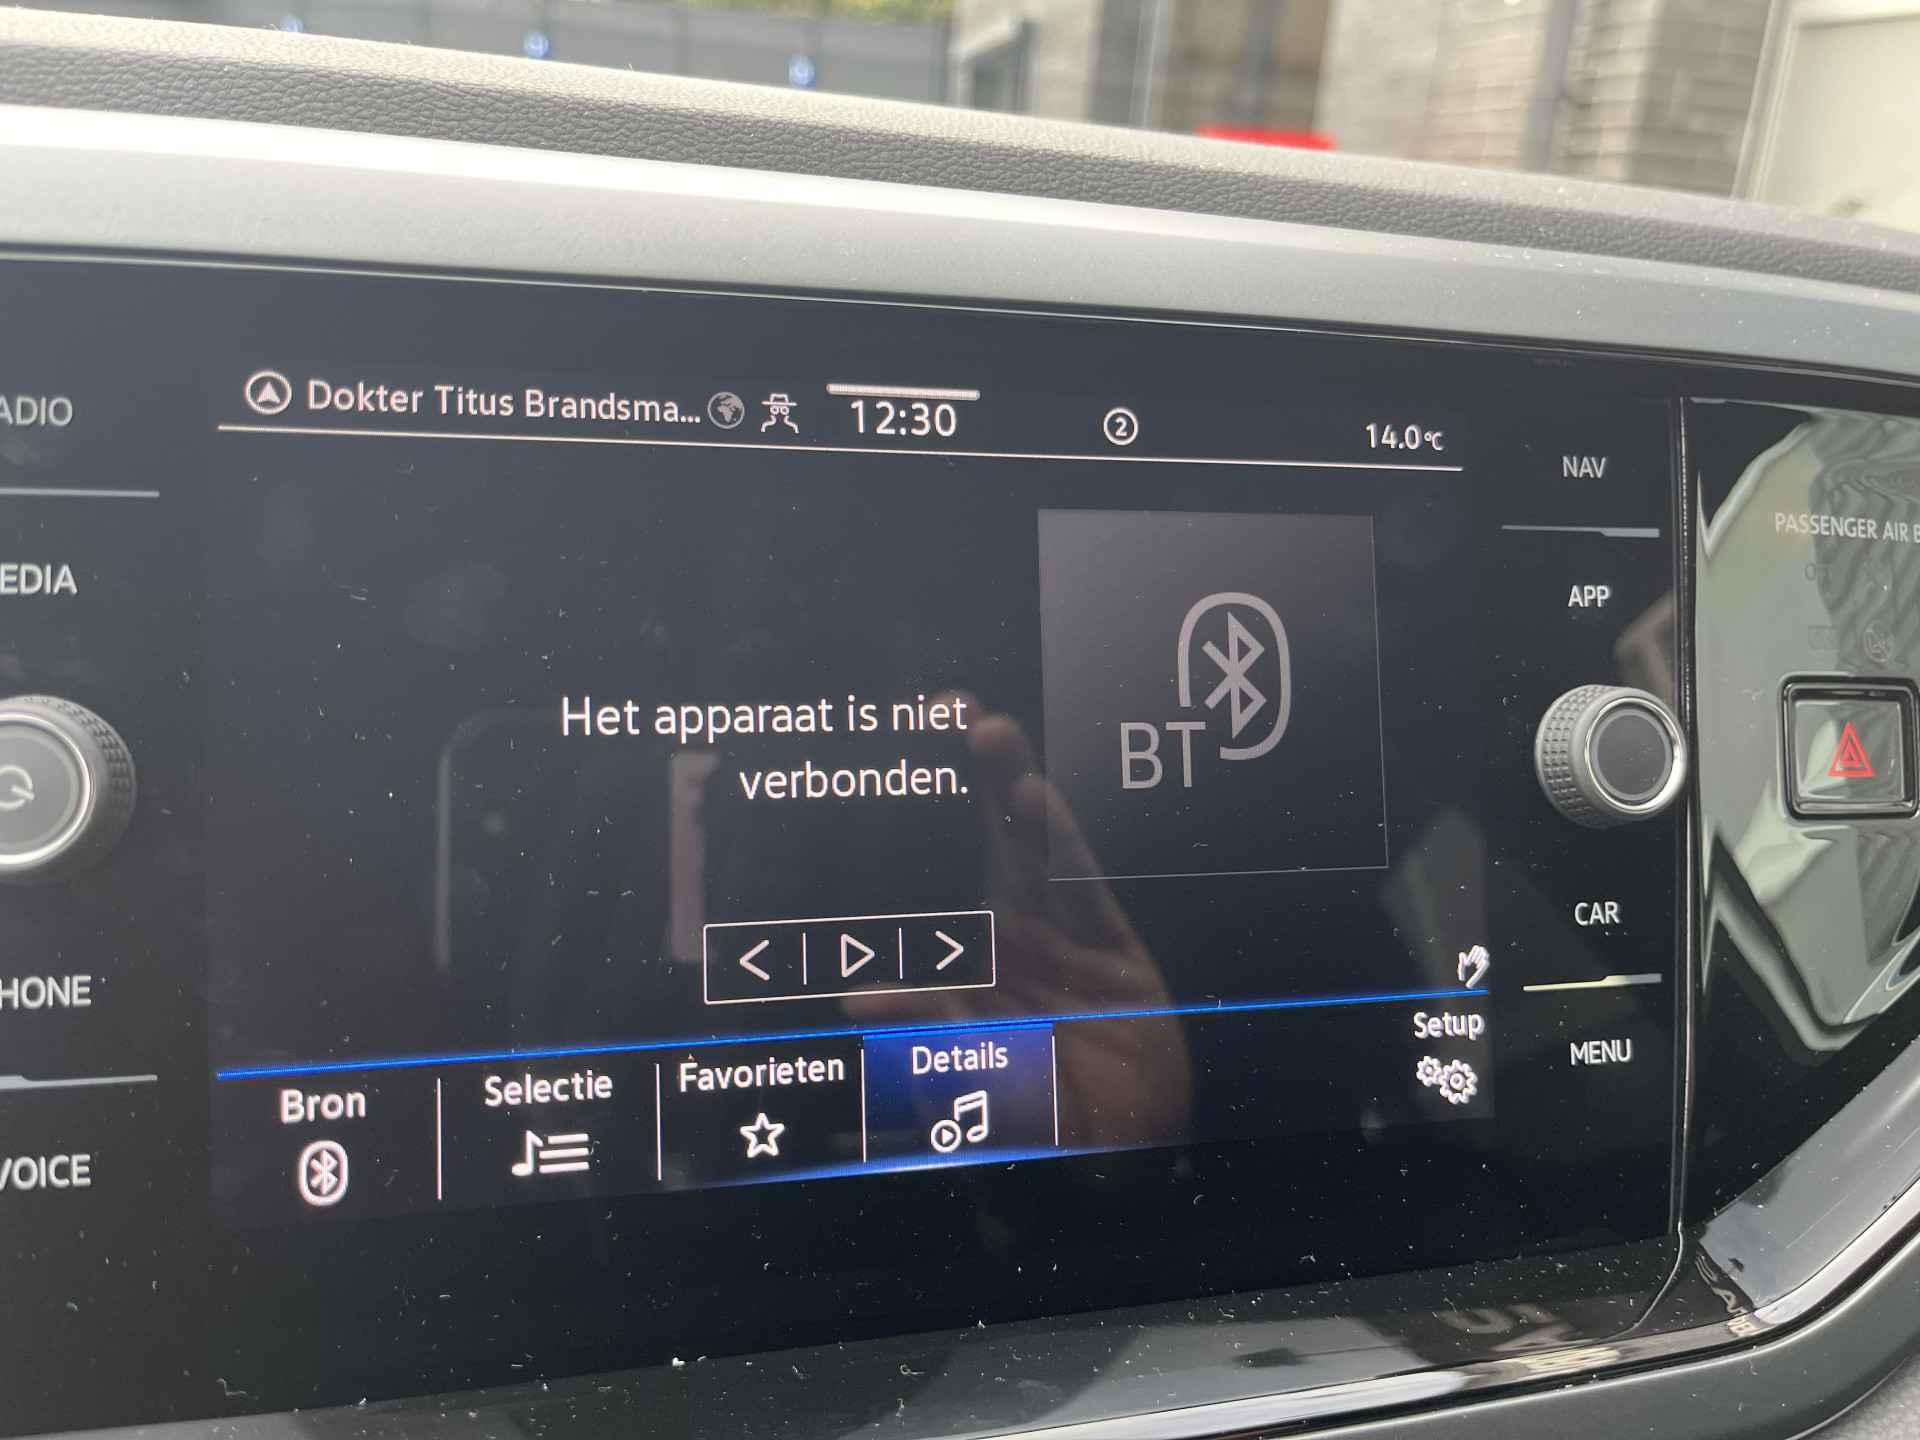 Dokter Titus Brandsma...
12:30
2
14.0°C
ADIO
EDIA
HONE
VOICE
Het apparaat is niet
verbonden.
BT
Bron
Selectie
Favorieten
Details
Setup
NAV
APP
CAR
MENU
PASSENGER AIR B